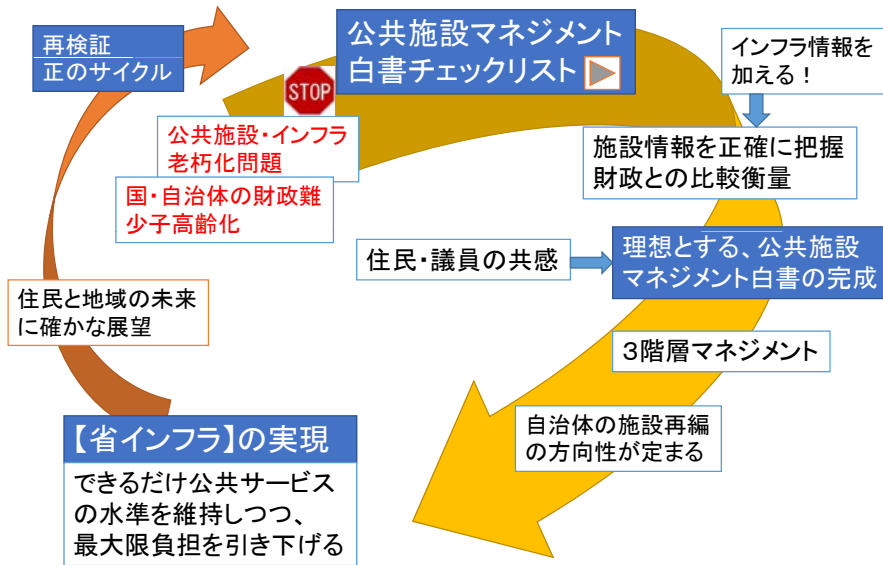 再検証
正のサイクル
公共施設マネジメント
白書チェックリスト
インフラ情報を
加える！
STOP
公共施設・インフラ
老朽化問題
国・自治体の財政難
少子高齢化
施設情報を正確に把握
財政との比較衡量
住民・議員の共感
理想とする、公共施設
マネジメント白書の完成
住民と地域の未来
に確かな展望
３階層マネジメント
自治体の施設再編
の方向性が定まる
【省インフラ】の実現
できるだけ公共サービス
の水準を維持しつつ、
最大限負担を引き下げる